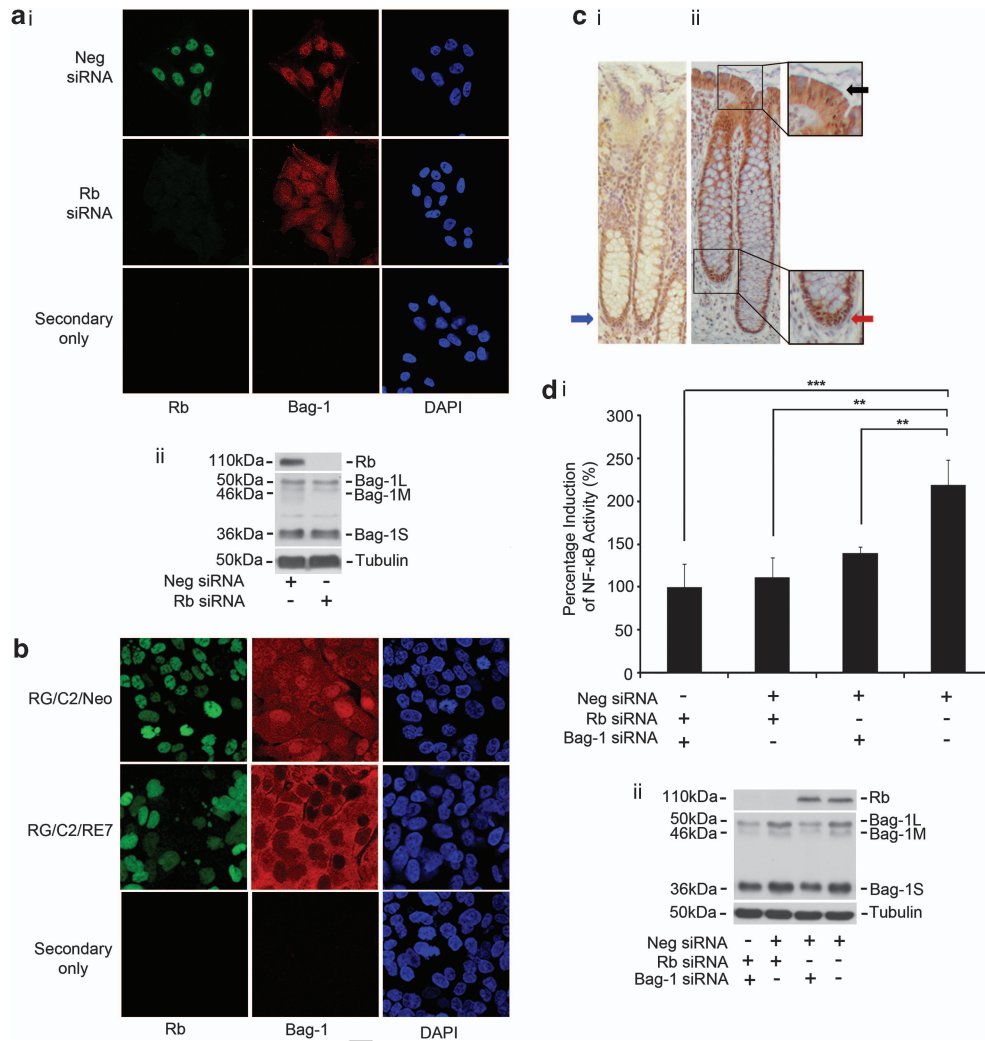 a i
Neg siRNA
Rb siRNA
Secondary only
Rb Bag-1 DAPI
ii
110kDa- -Rb
50kDa- -Bag-1L
46kDa- -Bag-1M
36kDa- -Bag-1S
50kDa- -Tubulin
Neg siRNA + -
Rb siRNA - +
b
RG/C2/Neo
RG/C2/RE7
Secondary only
Rb Bag-1 DAPI
c i ii
d i
***
**
**
Percentage Induction of NF-κB Activity (%)
300
250
200
150
100
50
0
Neg siRNA - + + +
Rb siRNA + + - -
Bag-1 siRNA + - + -
ii
110kDa- -Rb
50kDa- -Bag-1L
46kDa- -Bag-1M
36kDa- -Bag-1S
50kDa- -Tubulin
Neg siRNA - + + +
Rb siRNA + + - -
Bag-1 siRNA + - + -